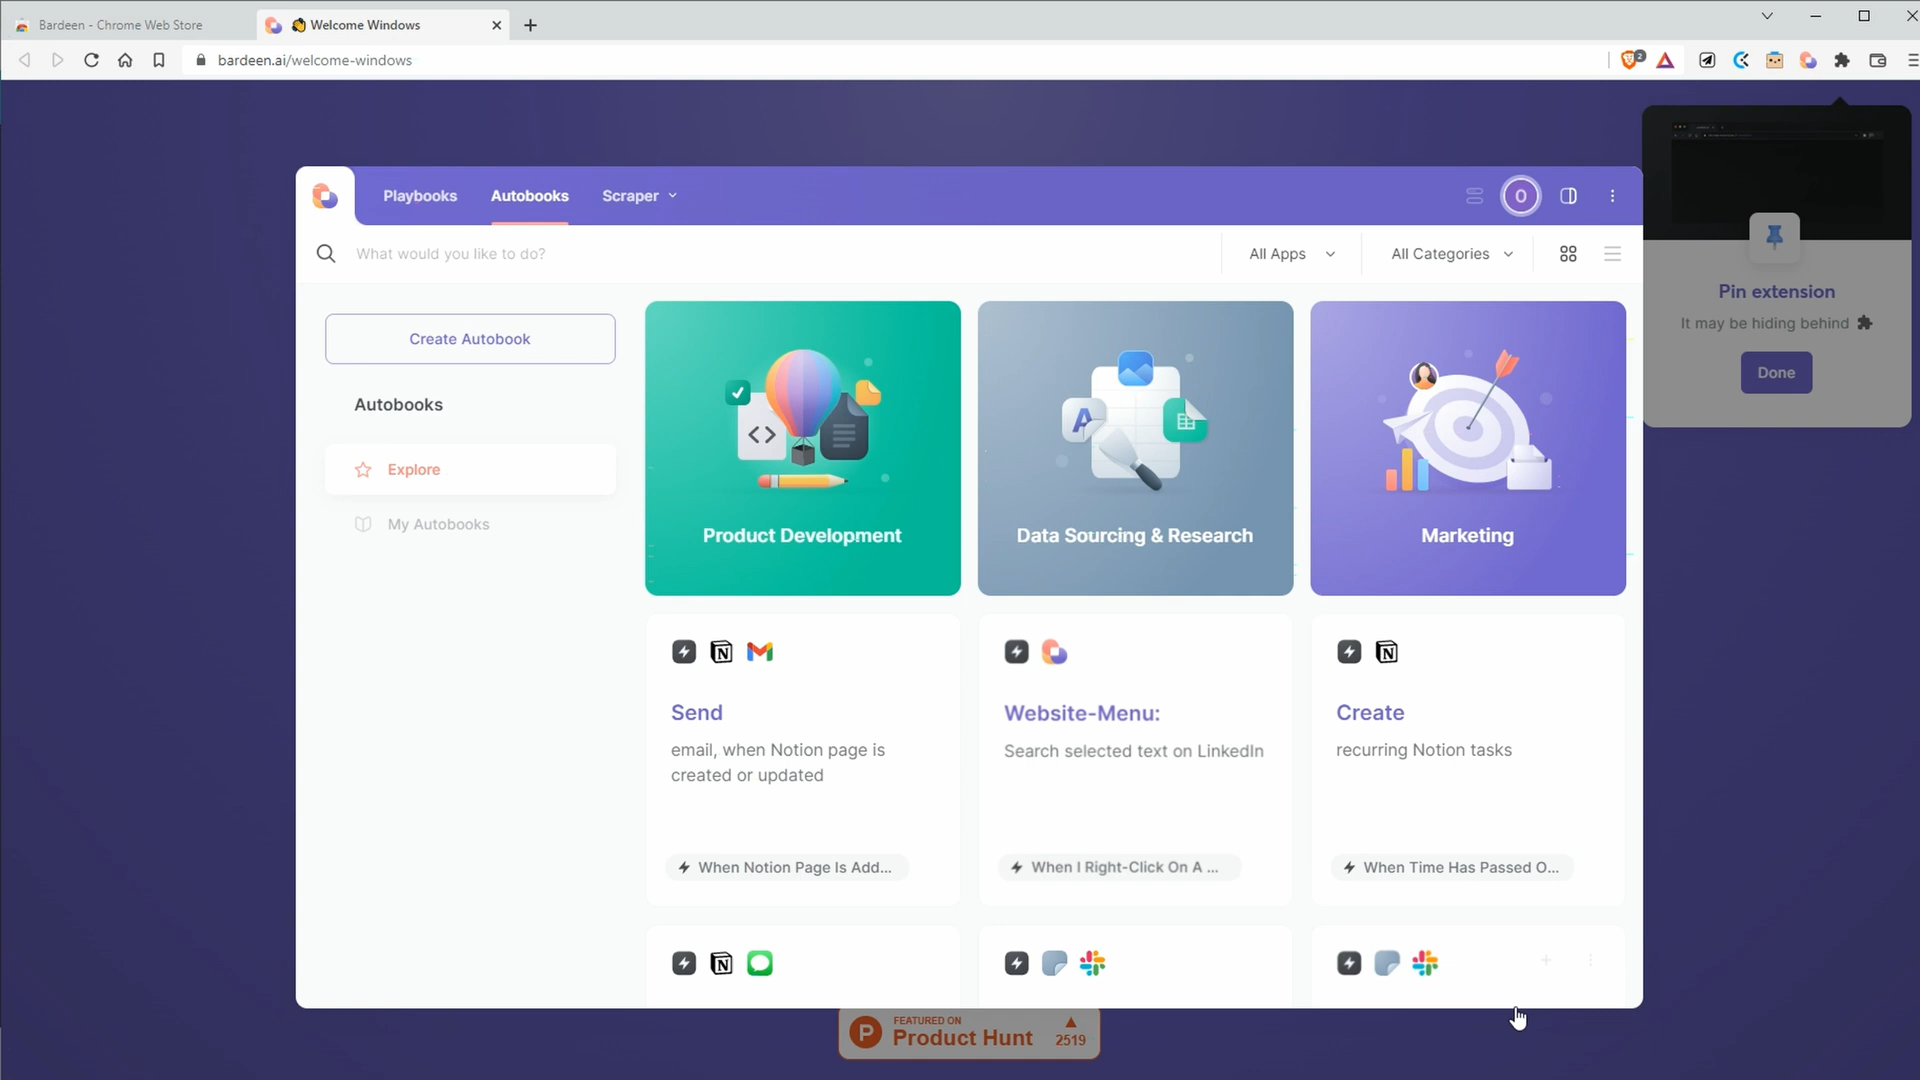 Bardeen - Chrome Web Store
👋 Welcome Windows
bardeen.ai/welcome-windows
2
Playbooks
Autobooks
Scraper
O
What would you like to do?
All Apps
All Categories
Pin extension
It may be hiding behind
Done
Create Autobook
Autobooks
Explore
My Autobooks
Product Development
A
Data Sourcing & Research
Marketing
Send
email, when Notion page is
created or updated
When Notion Page Is Add...
Website-Menu:
Search selected text on LinkedIn
When I Right-Click On A ...
Create
recurring Notion tasks
When Time Has Passed O...
P
FEATURED ON
Product Hunt
2519